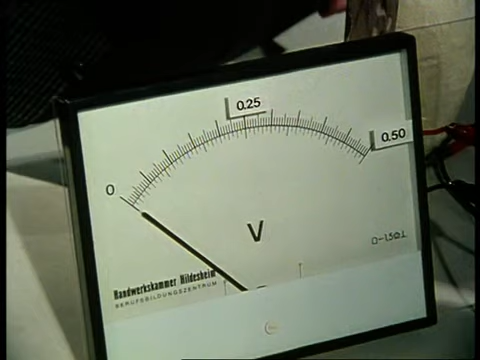 0.25
0.50
0
V
Handwerkskammer Hildesheim
BERUFSBILDUNGSZENTRUM